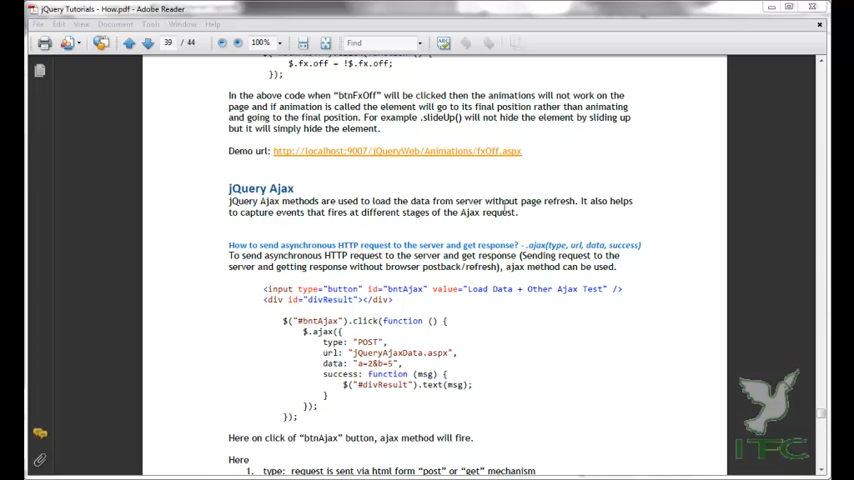 jQuery Tutorials - How.pdf - Adobe Reader
File Edit View Document Tools Window Help
39 / 44 100% Find
$.fx.off = !$.fx.off;
});
In the above code when “btnFxOff” will be clicked then the animations will not work on the
page and if animation is called the element will go to its final position rather than animating
and going to the final position. For example .slideUp() will not hide the element by sliding up
but it will simply hide the element.
Demo url: http://localhost:9007/jQueryWeb/Animations/fxOff.aspx
jQuery Ajax
jQuery Ajax methods are used to load the data from server without page refresh. It also helps
to capture events that fires at different stages of the Ajax request.
How to send asynchronous HTTP request to the server and get response? - .ajax(type, url, data, success)
To send asynchronous HTTP request to the server and get response (Sending request to the
server and getting response without browser postback/refresh), ajax method can be used.
<input type="button" id="bntAjax" value="Load Data + Other Ajax Test" />
<div id="divResult"></div>
$("#bntAjax").click(function () {
$.ajax({
type: "POST",
url: "jQueryAjaxData.aspx",
data: "a=2&b=5",
success: function (msg) {
$("#divResult").text(msg);
}
});
});
Here on click of “btnAjax” button, ajax method will fire.
Here
1. type: request is sent via html form “post” or “get” mechanism
ITFC